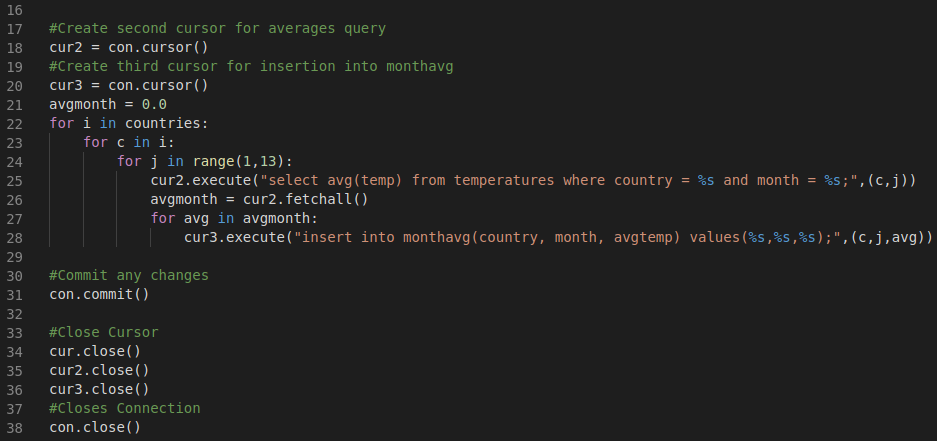 16
17 #Create second cursor for averages query
18 cur2 = con.cursor()
19 #Create third cursor for insertion into monthavg
20 cur3 = con.cursor()
21 avgmonth = 0.0
22 for i in countries:
23     for c in i:
24         for j in range(1,13):
25             cur2.execute("select avg(temp) from temperatures where country = %s and month = %s;",(c,j))
26             avgmonth = cur2.fetchall()
27             for avg in avgmonth:
28                 cur3.execute("insert into monthavg(country, month, avgtemp) values(%s,%s,%s);",(c,j,avg))
29
30 #Commit any changes
31 con.commit()
32
33 #Close Cursor
34 cur.close()
35 cur2.close()
36 cur3.close()
37 #Closes Connection
38 con.close()